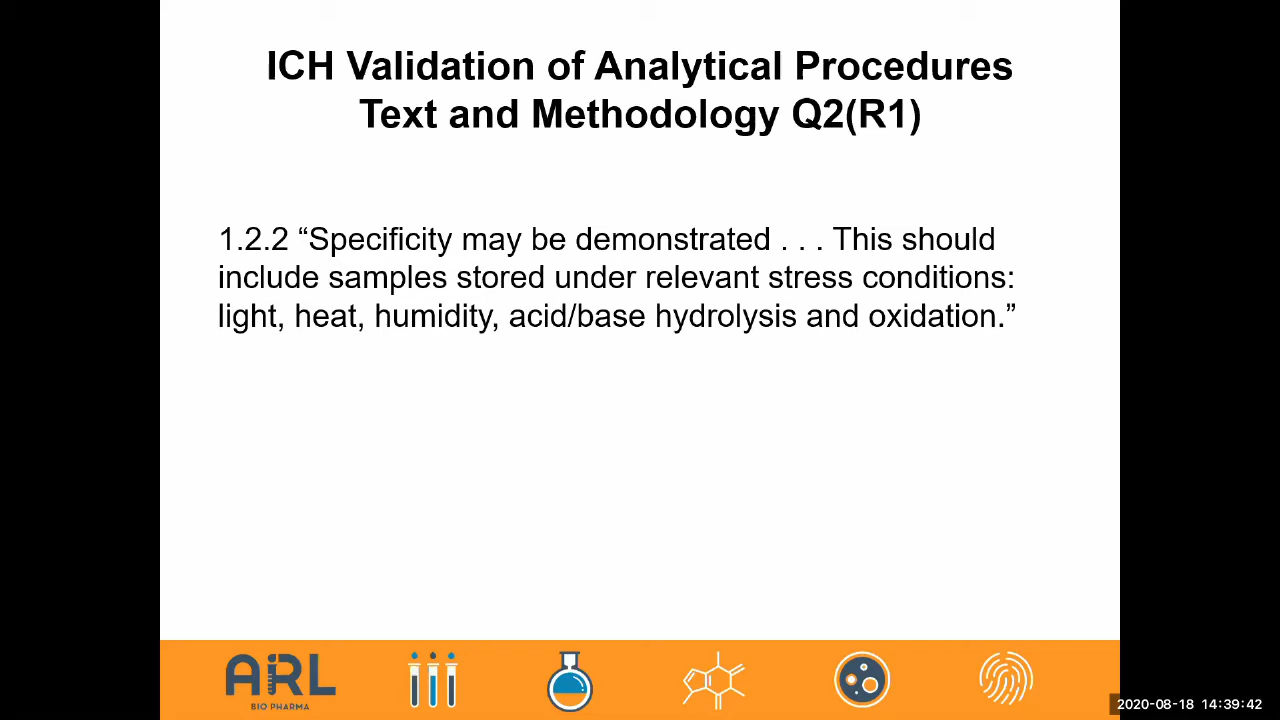 ICH Validation of Analytical Procedures
Text and Methodology Q2(R1)
1.2.2 “Specificity may be demonstrated . . . This should
include samples stored under relevant stress conditions:
light, heat, humidity, acid/base hydrolysis and oxidation.”
ARL
BIO PHARMA
2020-08-18 14:39:42